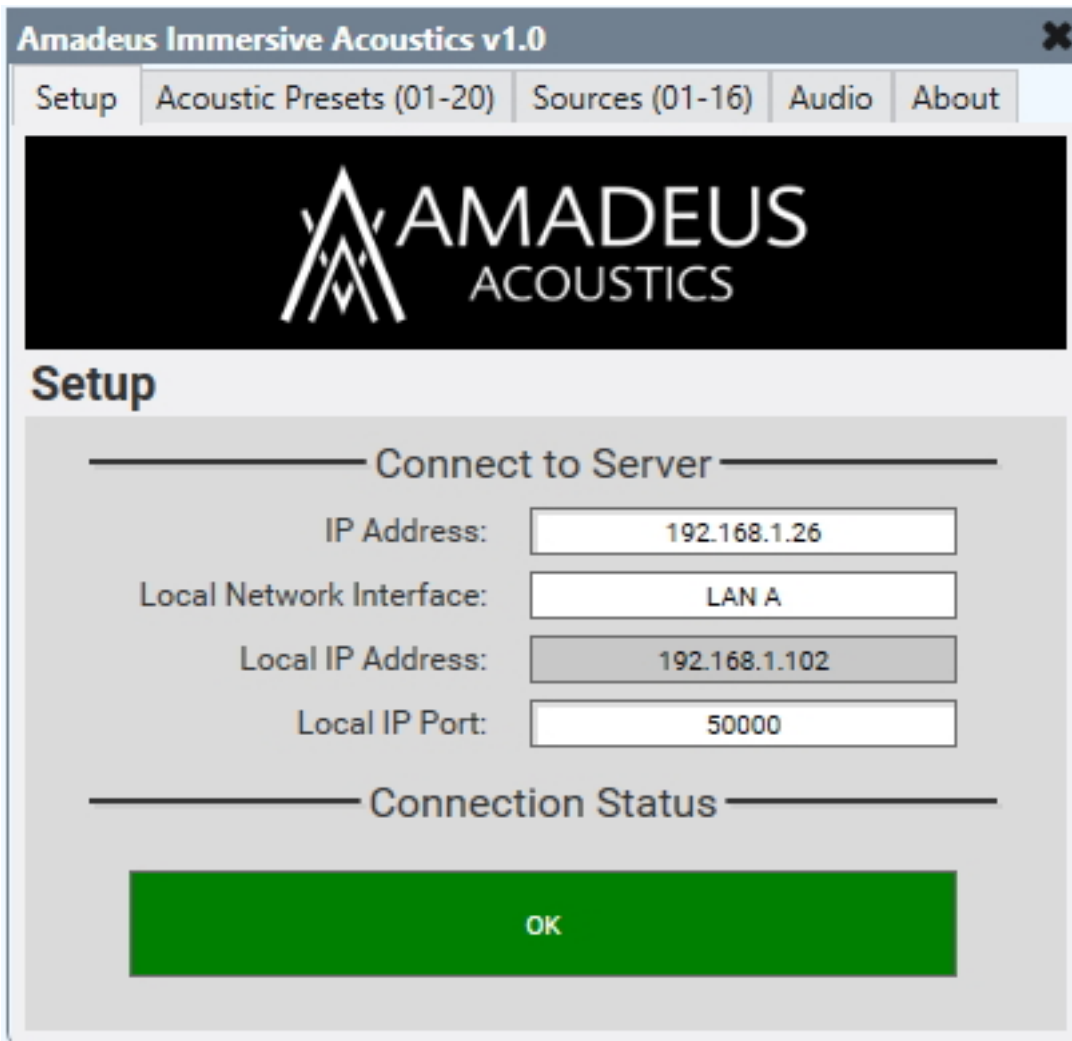 Amadeus Immersive Acoustics v1.0
Setup Acoustic Presets (01-20) Sources (01-16) Audio About
AMADEUS
ACOUSTICS
Setup
Connect to Server
IP Address: 192.168.1.26
Local Network Interface: LAN A
Local IP Address: 192.168.1.102
Local IP Port: 50000
Connection Status
OK